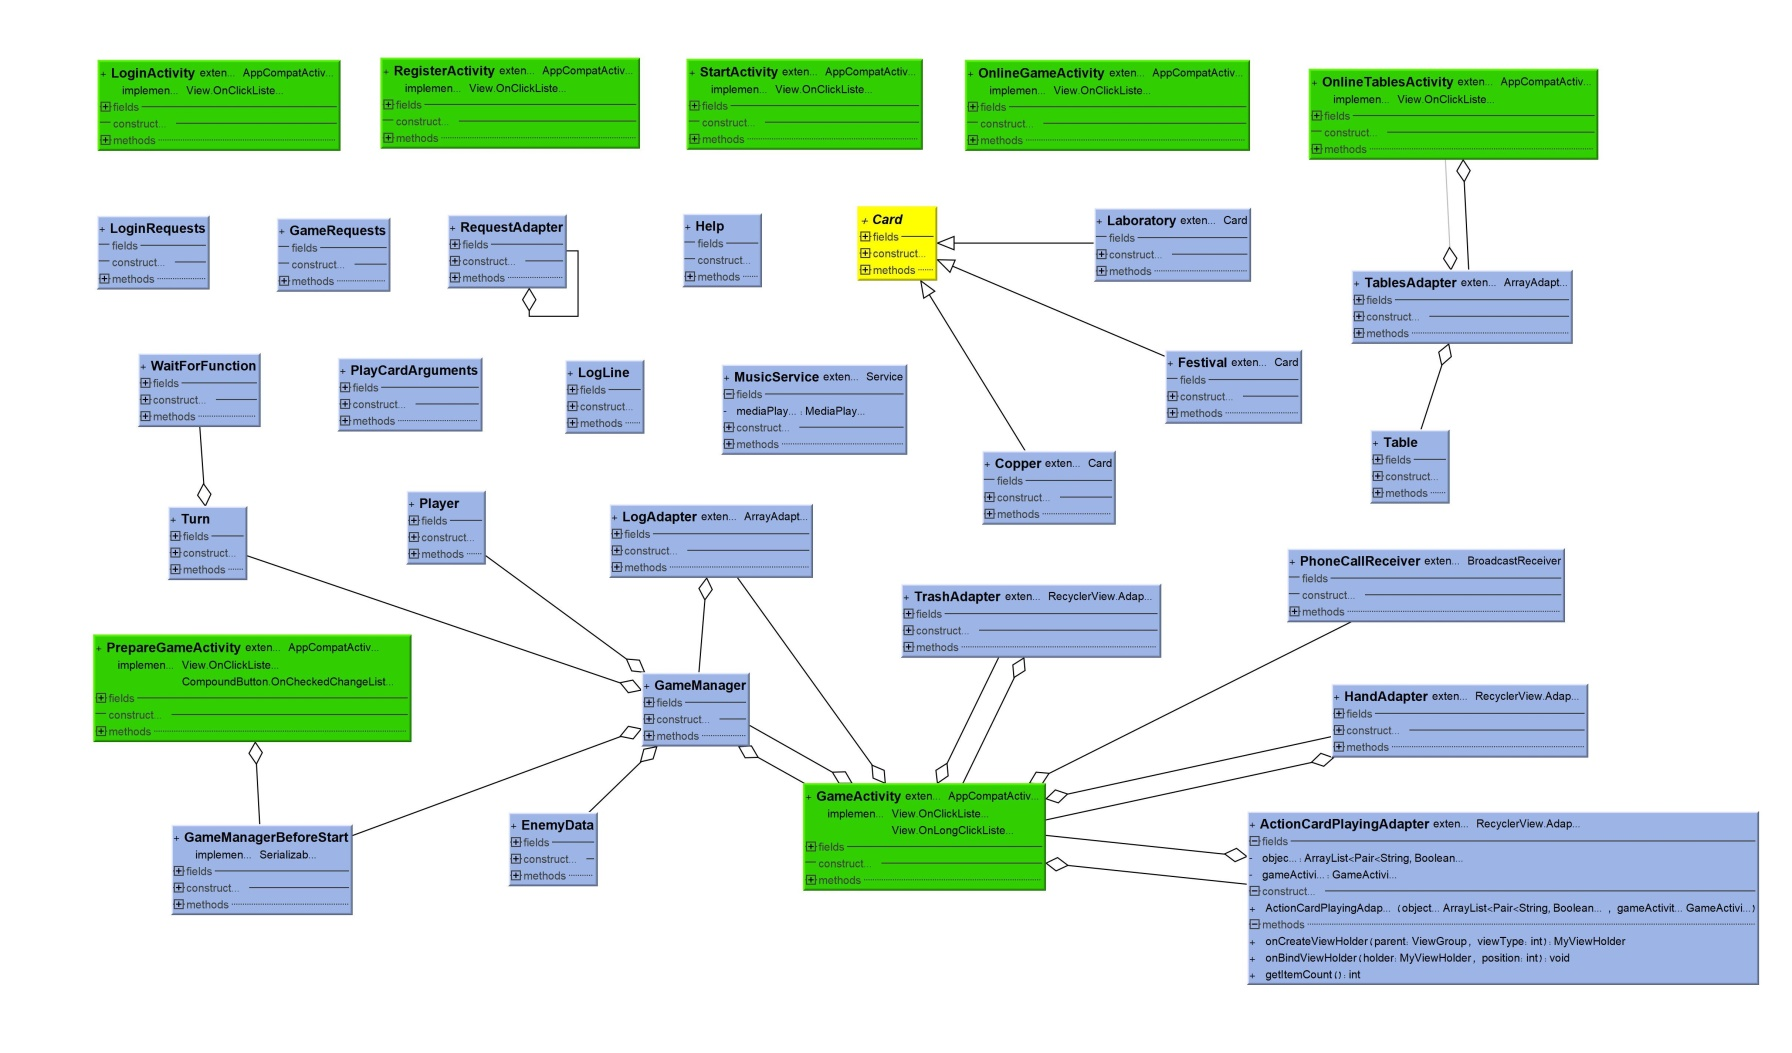 + LoginActivity exten... AppCompatActiv...
implemen... View.OnClickListe...
fields
construct...
methods
+ RegisterActivity exten... AppCompatActiv...
implemen... View.OnClickListe...
fields
construct...
methods
+ StartActivity exten... AppCompatActiv...
implemen... View.OnClickListe...
fields
construct...
methods
+ OnlineGameActivity exten... AppCompatActiv...
implemen... View.OnClickListe...
fields
construct...
methods
+ OnlineTablesActivity exten... AppCompatActiv...
implemen... View.OnClickListe...
fields
construct...
methods
+ LoginRequests
fields
construct...
methods
+ GameRequests
fields
construct...
methods
+ RequestAdapter
fields
construct...
methods
+ Help
fields
construct...
methods
+ Card
fields
construct...
methods
+ Laboratory exten... Card
fields
construct...
methods
+ TablesAdapter exten... ArrayAdapt...
fields
construct...
methods
+ WaitForFunction
fields
construct...
methods
+ PlayCardArguments
fields
construct...
methods
+ LogLine
fields
construct...
methods
+ MusicService exten... Service
fields
- mediaPlay... : MediaPlay...
construct...
methods
+ Festival exten... Card
fields
construct...
methods
+ Copper exten... Card
fields
construct...
methods
+ Table
fields
construct...
methods
+ Turn
fields
construct...
methods
+ Player
fields
construct...
methods
+ LogAdapter exten... ArrayAdapt...
fields
construct...
methods
+ TrashAdapter exten... RecyclerView.Adap...
fields
construct...
methods
+ PhoneCallReceiver exten... BroadcastReceiver
fields
construct...
methods
+ PrepareGameActivity exten... AppCompatActiv...
implemen... View.OnClickListe...
CompoundButton.OnCheckedChangeList...
fields
construct...
methods
+ GameManager
fields
construct...
methods
+ HandAdapter exten... RecyclerView.Adap...
fields
construct...
methods
+ GameManagerBeforeStart
implemen... Serializab...
fields
construct...
methods
+ EnemyData
fields
construct...
methods
+ GameActivity exten... AppCompatActiv...
implemen... View.OnClickListe...
View.OnLongClickListe...
fields
construct...
methods
+ ActionCardPlayingAdapter exten... RecyclerView.Adap...
fields
- objec... : ArrayList<Pair<String, Boolean...
- gameActivi... : GameActivi...
construct...
+ ActionCardPlayingAdap... (object... ArrayList<Pair<String, Boolean... , gameActivit... GameActivi...)
methods
+ onCreateViewHolder(parent: ViewGroup, viewType: int): MyViewHolder
+ onBindViewHolder(holder: MyViewHolder, position: int): void
+ getItemCount(): int